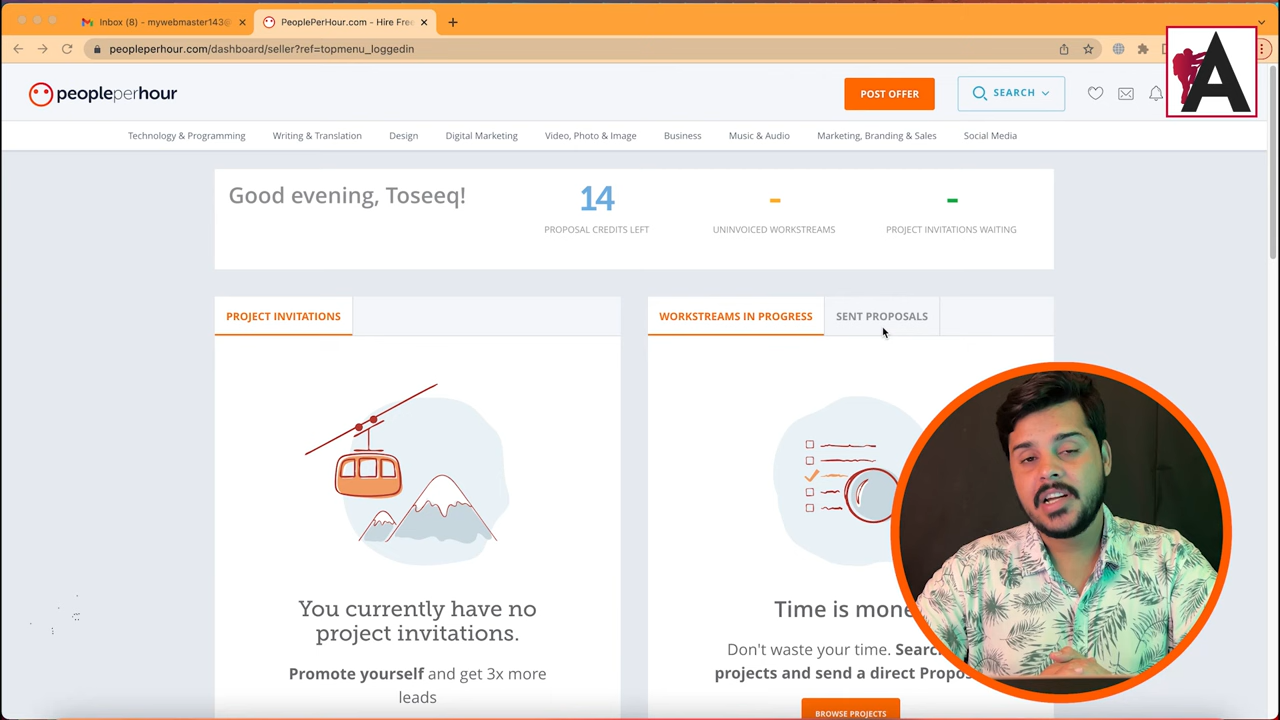 Inbox (8) - mywebmaster143@
PeoplePerHour.com - Hire Free
peopleperhour.com/dashboard/seller?ref=topmenu_loggedin
A
peopleperhour
POST OFFER
SEARCH
Technology & Programming Writing & Translation Design Digital Marketing Video, Photo & Image Business Music & Audio Marketing, Branding & Sales Social Media
Good evening, Toseeq!
14
PROPOSAL CREDITS LEFT
-
UNINVOICED WORKSTREAMS
-
PROJECT INVITATIONS WAITING
PROJECT INVITATIONS
You currently have no
project invitations.
Promote yourself and get 3x more
leads
WORKSTREAMS IN PROGRESS SENT PROPOSALS
Time is mone
Don't waste your time. Searc
projects and send a direct Propos
BROWSE PROJECTS